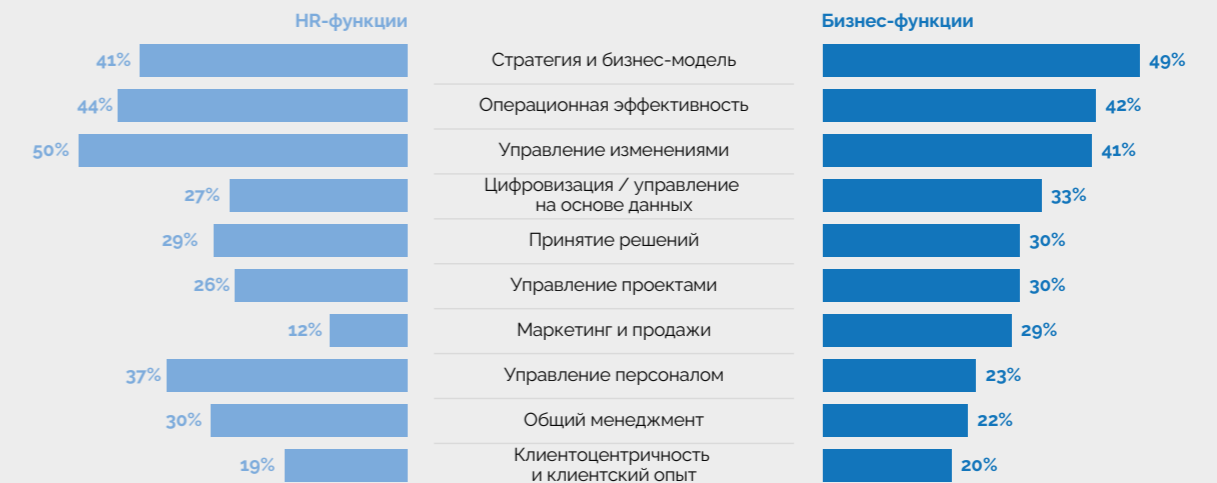 HR-функции Бизнес-функции
41% Стратегия и бизнес-модель 49%
44% Операционная эффективность 42%
50% Управление изменениями 41%
27% Цифровизация / управление
на основе данных 33%
29% Принятие решений 30%
26% Управление проектами 30%
12% Маркетинг и продажи 29%
37% Управление персоналом 23%
30% Общий менеджмент 22%
19% Клиентоцентричность
и клиентский опыт 20%